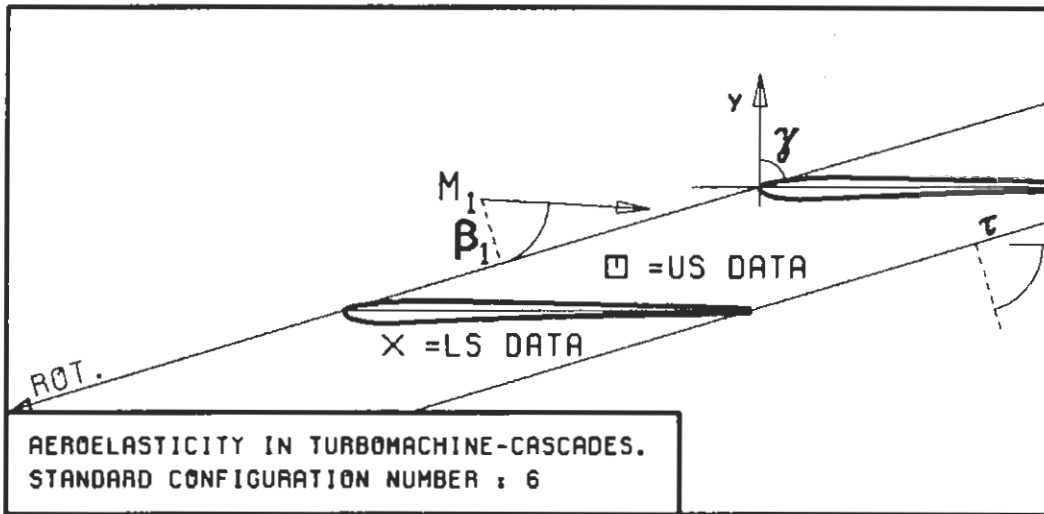 y
γ
M₁
β₁
τ
=US DATA
X =LS DATA
ROT.
AEROELASTICITY IN TURBOMACHINE-CASCADES.
STANDARD CONFIGURATION NUMBER : 6